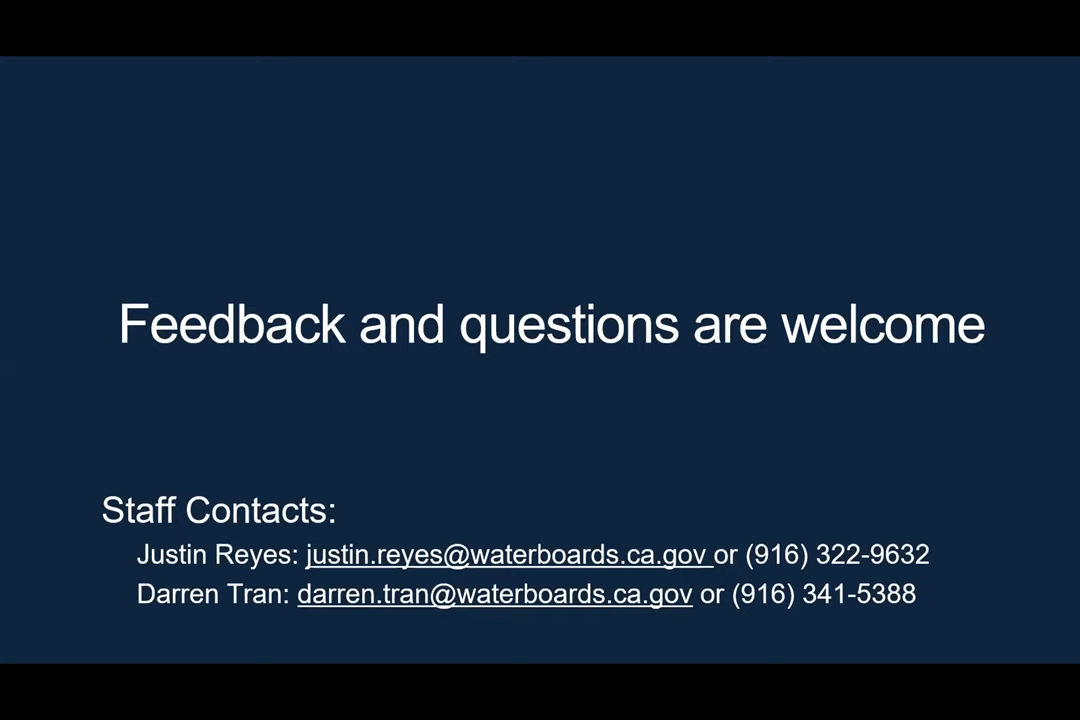 Feedback and questions are welcome
Staff Contacts:
Justin Reyes: justin.reyes@waterboards.ca.gov or (916) 322-9632
Darren Tran: darren.tran@waterboards.ca.gov or (916) 341-5388